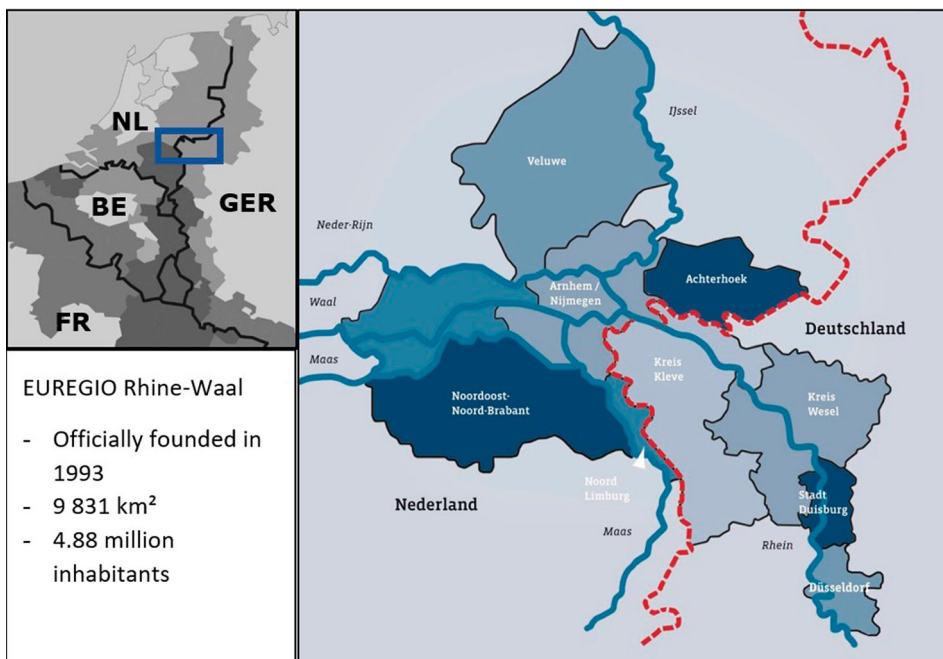 NL
BE
GER
FR
EUREGIO Rhine-Waal
- Officially founded in
1993
- 9 831 km²
- 4.88 million
inhabitants
IJssel
Veluwe
Neder-Rijn
Achterhoek
Arnhem /
Nijmegen
Waal
Deutschland
Maas
Kreis
Kleve
Kreis
Wesel
Noordoost-
Noord-Brabant
Noord
Limburg
Stadt
Duisburg
Nederland
Maas
Rhein
Düsseldorf